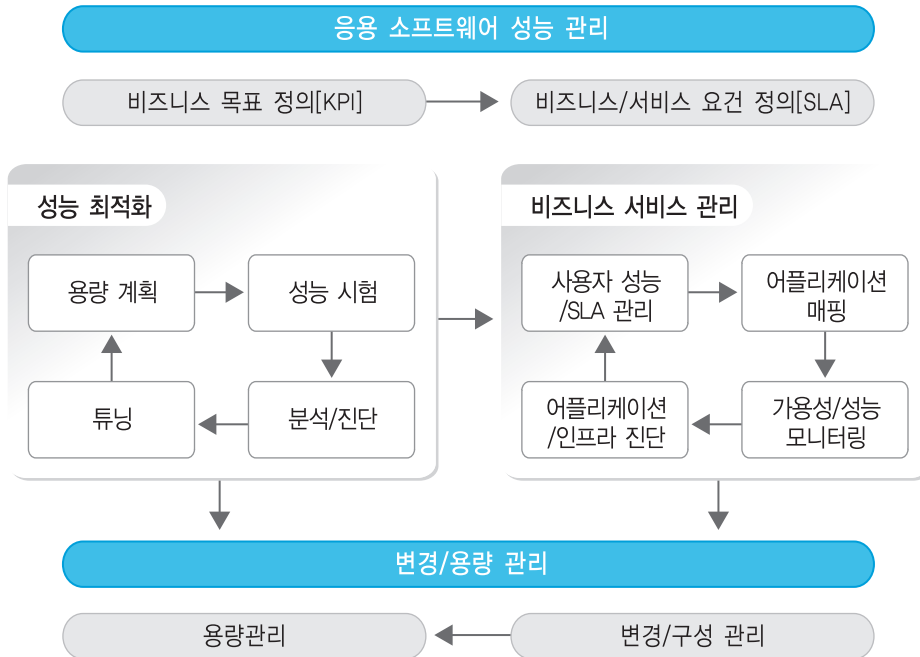 응용 소프트웨어 성능 관리
비즈니스 목표 정의[KPI]
비즈니스/서비스 요건 정의[SLA]
성능 최적화
용량 계획
성능 시험
튜닝
분석/진단
비즈니스 서비스 관리
사용자 성능
/SLA 관리
어플리케이션
매핑
어플리케이션
/인프라 진단
가용성/성능
모니터링
변경/용량 관리
용량관리
변경/구성 관리